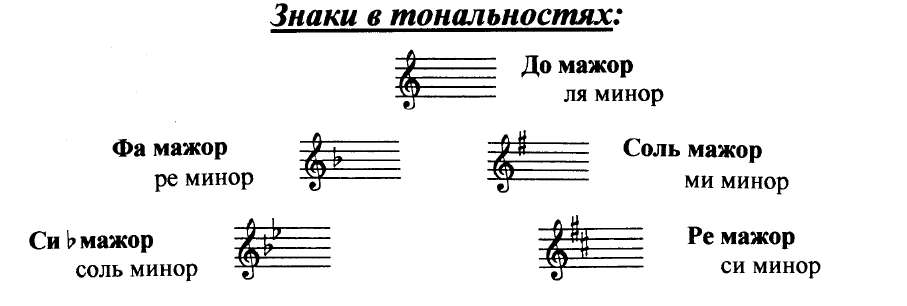 Знаки в тональностях:
До мажор
ля минор
Фа мажор
ре минор
Соль мажор
ми минор
Си ♭ мажор
соль минор
Ре мажор
си минор